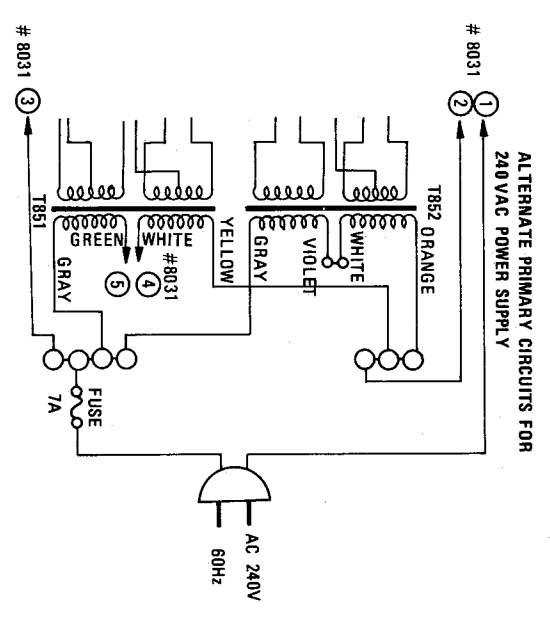 ALTERNATE PRIMARY CIRCUITS FOR
240VAC POWER SUPPLY
# 8031
1
2
# 8031
3
T851
T852
GREEN
WHITE
# 8031
4
5
GRAY
YELLOW
GRAY
VIOLET
WHITE
ORANGE
FUSE
7A
AC 240V
60Hz